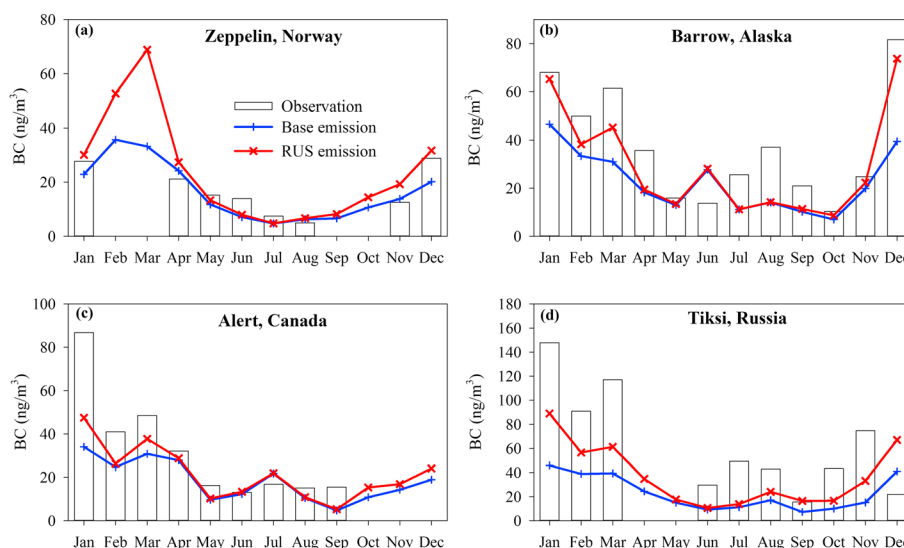 (a) Zeppelin, Norway
80
60
40
20
0
BC (ng/m³)
Observation
Base emission
RUS emission
Jan Feb Mar Apr May Jun Jul Aug Sep Oct Nov Dec
(b) Barrow, Alaska
80
60
40
20
0
BC (ng/m³)
Jan Feb Mar Apr May Jun Jul Aug Sep Oct Nov Dec
(c) Alert, Canada
100
80
60
40
20
0
BC (ng/m³)
Jan Feb Mar Apr May Jun Jul Aug Sep Oct Nov Dec
(d) Tiksi, Russia
180
160
140
120
100
80
60
40
20
0
BC (ng/m³)
Jan Feb Mar Apr May Jun Jul Aug Sep Oct Nov Dec